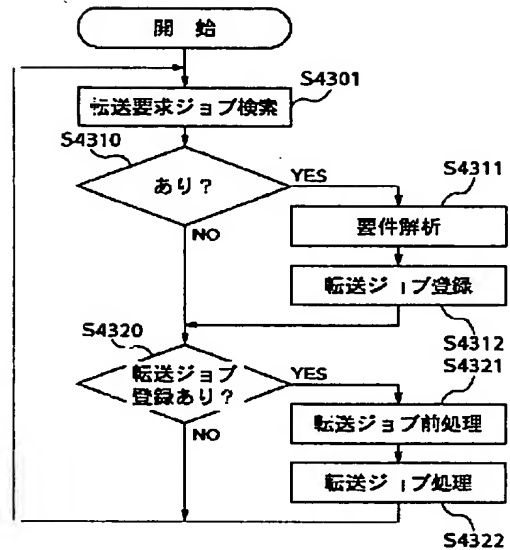 開 始
S4301
転送要求ジョブ検索
S4310
あり？
YES
S4311
要件解析
NO
転送ジョブ登録
S4312
S4320
転送ジョブ
登録あり？
YES
S4321
転送ジョブ前処理
NO
転送ジョブ処理
S4322